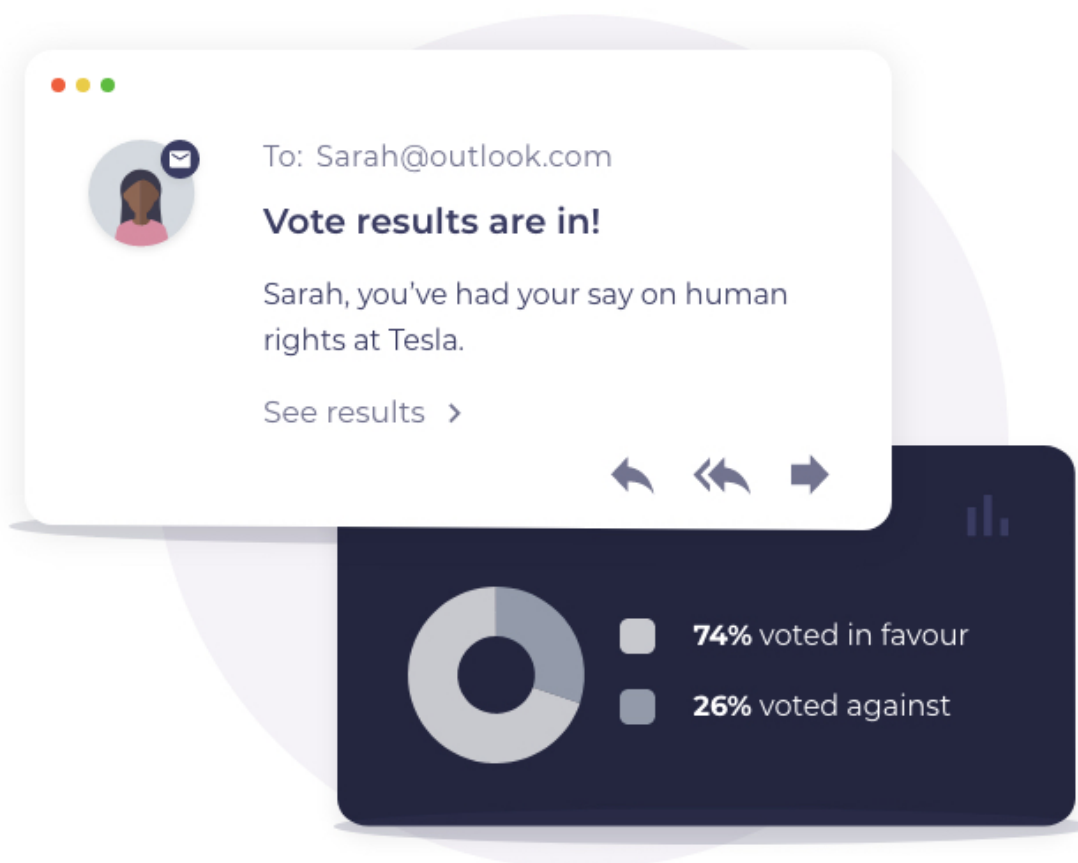 To: Sarah@outlook.com
Vote results are in!
Sarah, you’ve had your say on human
rights at Tesla.
See results
74% voted in favour
26% voted against